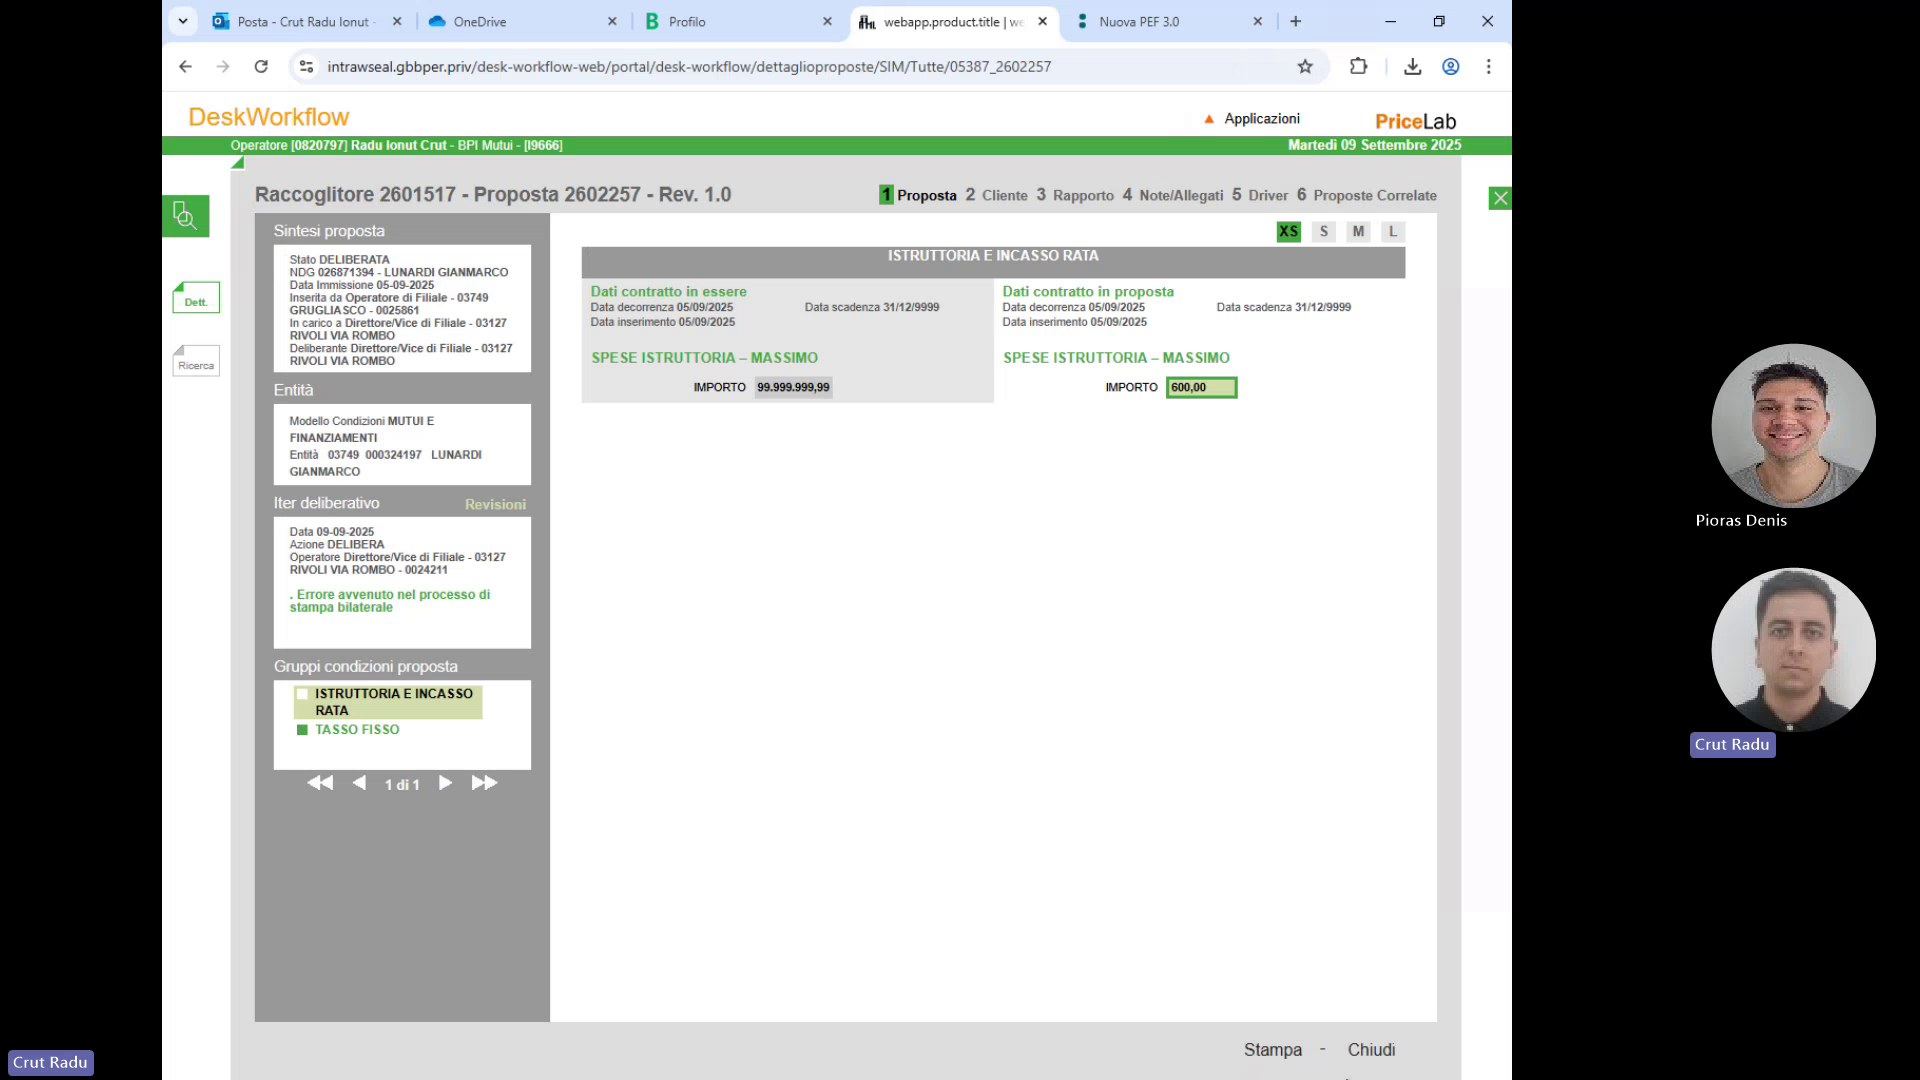 Posta - Crut Radu Ionut
OneDrive
Profilo
webapp.product.title | we
Nuova PEF 3.0
intrawseal.gbbper.priv/desk-workflow-web/portal/desk-workflow/dettaglioproposte/SIM/Tutte/05387_2602257
DeskWorkflow
Applicazioni
PriceLab
Operatore [0820797] Radu Ionut Crut - BPI Mutui - [I9666]
Martedì 09 Settembre 2025
Raccoglitore 2601517 - Proposta 2602257 - Rev. 1.0
1 Proposta 2 Cliente 3 Rapporto 4 Note/Allegati 5 Driver 6 Proposte Correlate
Dett.
Ricerca
Sintesi proposta
Stato DELIBERATA
NDG 026871394 - LUNARDI GIANMARCO
Data Immissione 05-09-2025
Inserita da Operatore di Filiale - 03749
GRUGLIASCO - 0025861
In carico a Direttore/Vice di Filiale - 03127
RIVOLI VIA ROMBO
Deliberante Direttore/Vice di Filiale - 03127
RIVOLI VIA ROMBO
Entità
Modello Condizioni MUTUI E
FINANZIAMENTI
Entità 03749 000324197 LUNARDI
GIANMARCO
Iter deliberativo
Revisioni
Data 09-09-2025
Azione DELIBERA
Operatore Direttore/Vice di Filiale - 03127
RIVOLI VIA ROMBO - 0024211
. Errore avvenuto nel processo di
stampa bilaterale
Gruppi condizioni proposta
ISTRUTTORIA E INCASSO
RATA
TASSO FISSO
1 di 1
XS S M L
ISTRUTTORIA E INCASSO RATA
Dati contratto in essere
Data decorrenza 05/09/2025 Data scadenza 31/12/9999
Data inserimento 05/09/2025
SPESE ISTRUTTORIA – MASSIMO
IMPORTO 99.999.999,99
Dati contratto in proposta
Data decorrenza 05/09/2025 Data scadenza 31/12/9999
Data inserimento 05/09/2025
SPESE ISTRUTTORIA – MASSIMO
IMPORTO 600,00
Stampa - Chiudi
Pioras Denis
Crut Radu
Crut Radu